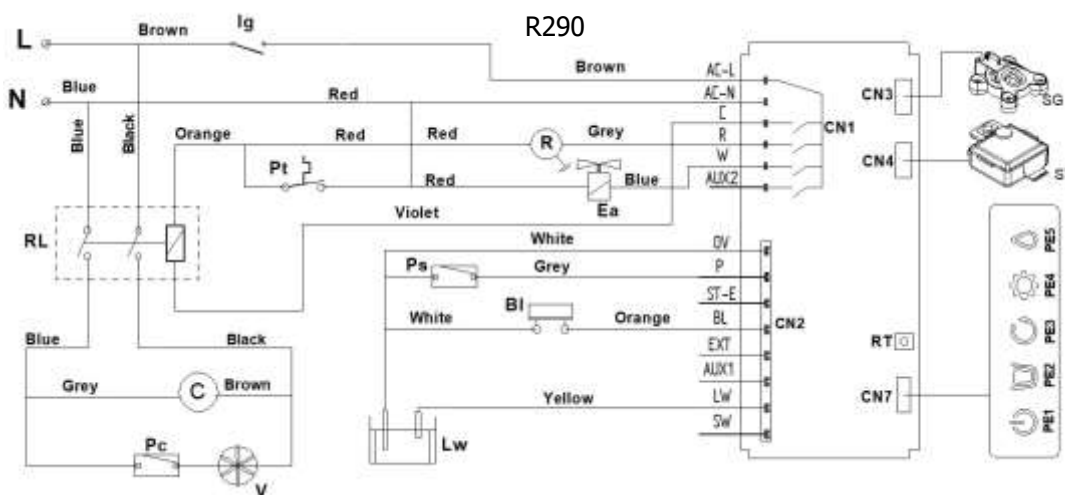 R290
L
Brown
Ig
N
Blue
Red
Brown
AC-L
AC-N
C
R
W
AUX2
CN1
CN3
SG
CN4
S
Blue
Black
Orange
Red
Red
R
Grey
Pt
Red
Ea
Blue
Violet
RL
White
0V
Ps
Grey
P
ST-E
White
Bl
Orange
BL
CN2
EXT
AUX1
Yellow
LW
SW
Lw
RT
CN7
PE5
PE4
PE3
PE2
PE1
Blue
Black
Grey
C
Brown
Pc
V